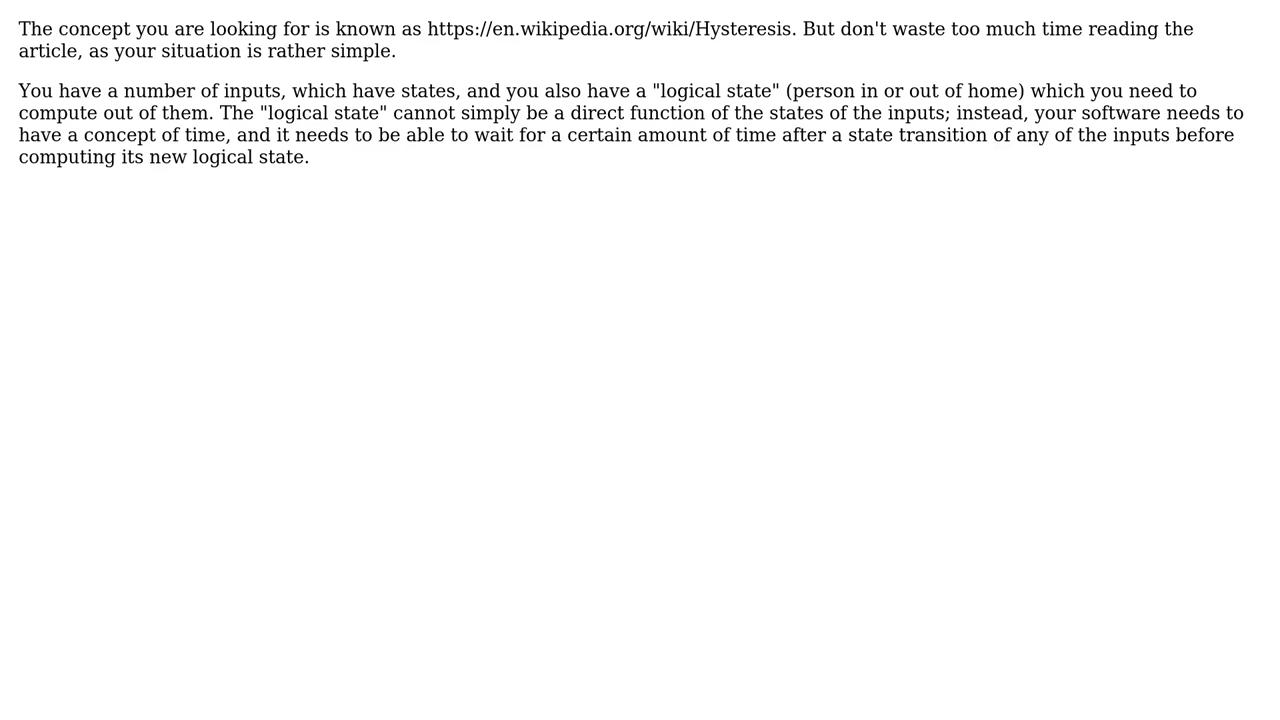 The concept you are looking for is known as https://en.wikipedia.org/wiki/Hysteresis. But don't waste too much time reading the
article, as your situation is rather simple.
You have a number of inputs, which have states, and you also have a "logical state" (person in or out of home) which you need to
compute out of them. The "logical state" cannot simply be a direct function of the states of the inputs; instead, your software needs to
have a concept of time, and it needs to be able to wait for a certain amount of time after a state transition of any of the inputs before
computing its new logical state.